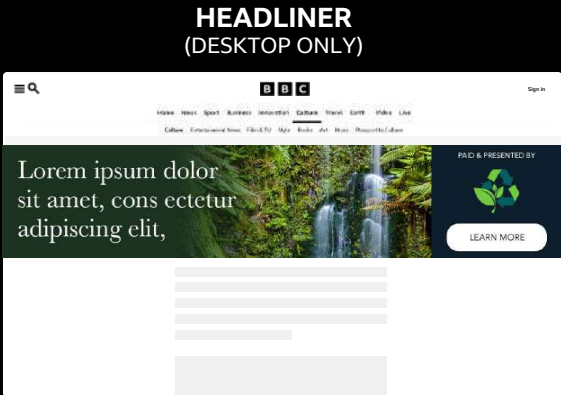 HEADLINER
(DESKTOP ONLY)
BBC
Sign in
Home News Sport Business Innovation Culture Travel Earth Video Live
Culture Entertainment News Film & TV Style Books Art Music
Lorem ipsum dolor
sit amet, cons ectetur
adipiscing elit,
PAID & PRESENTED BY
LEARN MORE